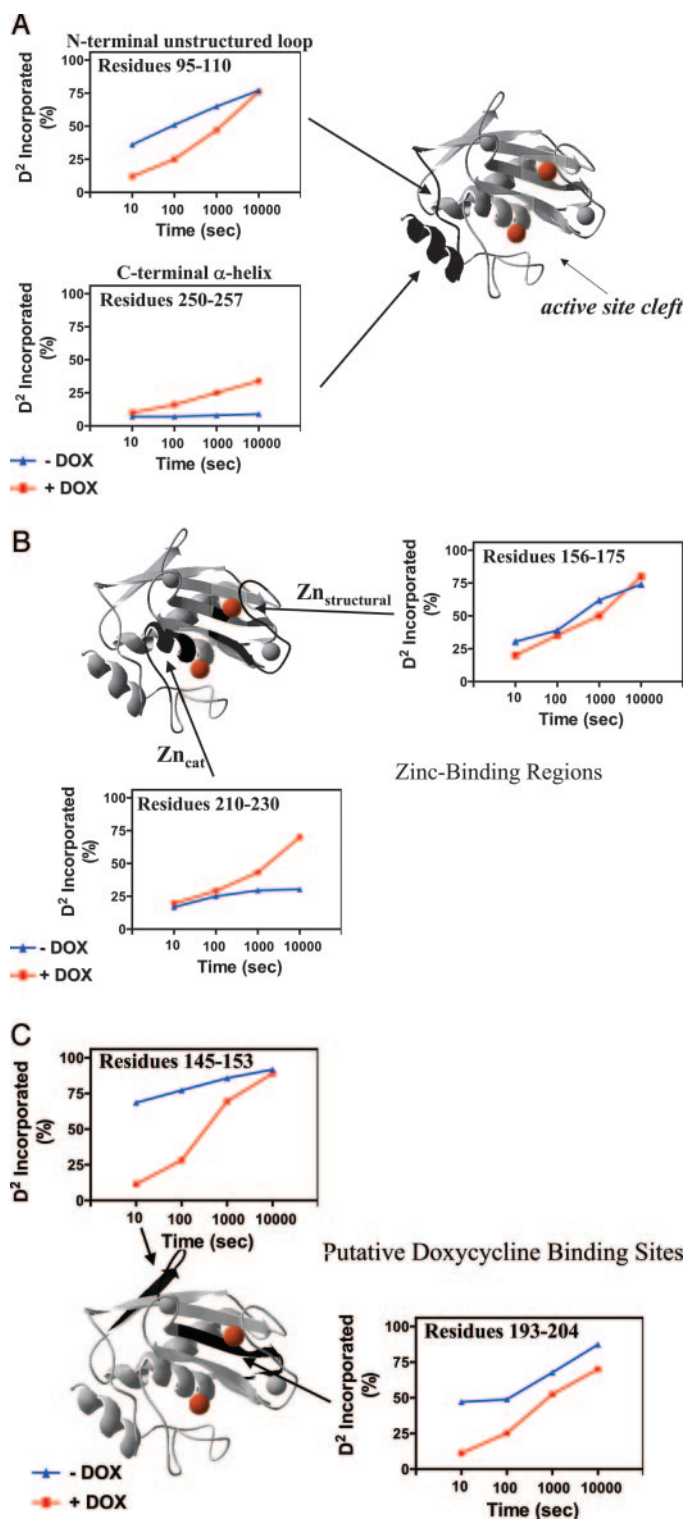 A
N-terminal unstructured loop
Residues 95-110
D² Incorporated
(%)
100
75
50
25
0
10 100 1000 10000
Time (sec)
active site cleft
C-terminal α-helix
Residues 250-257
D² Incorporated
(%)
100
75
50
25
0
10 100 1000 10000
Time (sec)
- DOX
+ DOX
B
Residues 156-175
D² Incorporated
(%)
100
75
50
25
0
10 100 1000 10000
Time (sec)
Znstructural
Zncat
Zinc-Binding Regions
Residues 210-230
D² Incorporated
(%)
100
75
50
25
0
10 100 1000 10000
Time (sec)
- DOX
+ DOX
C
Residues 145-153
D² Incorporated
(%)
100
75
50
25
0
10 100 1000 10000
Time (sec)
Putative Doxycycline Binding Sites
Residues 193-204
D² Incorporated
(%)
100
75
50
25
0
10 100 1000 10000
Time (sec)
- DOX
+ DOX